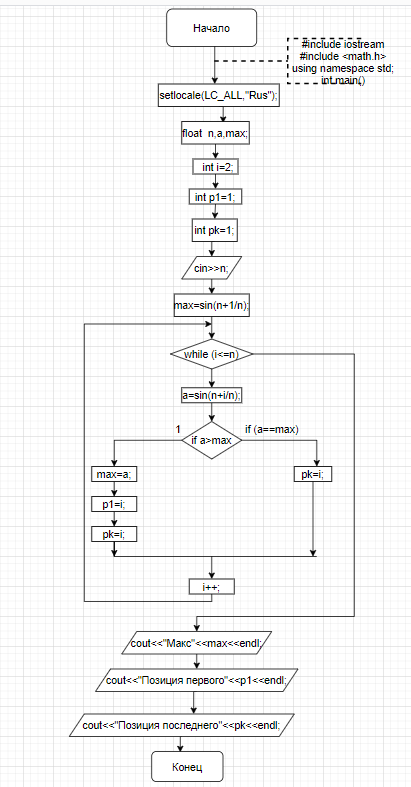 Начало
#include iostream
#include <math.h>
using namespace std;
int main()
setlocale(LC_ALL,"Rus");
float n,a,max;
int i=2;
int p1=1;
int pk=1;
cin>>n;
max=sin(n+1/n);
while (i<=n)
a=sin(n+i/n);
1
if a>max
if (a==max)
max=a;
pk=i;
p1=i;
pk=i;
i++;
cout<<"Макс"<<max<<endl;
cout<<"Позиция первого"<<p1<<endl;
cout<<"Позиция последнего"<<pk<<endl;
Конец